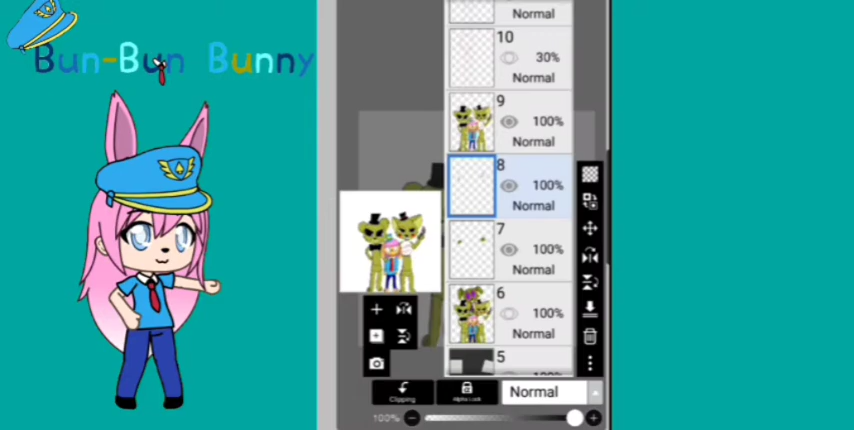 Bun-Bun Bunny
Normal
10
30%
Normal
9
100%
Normal
8
100%
Normal
7
100%
Normal
6
100%
Normal
5
Clipping
Alpha Lock
Normal
100%